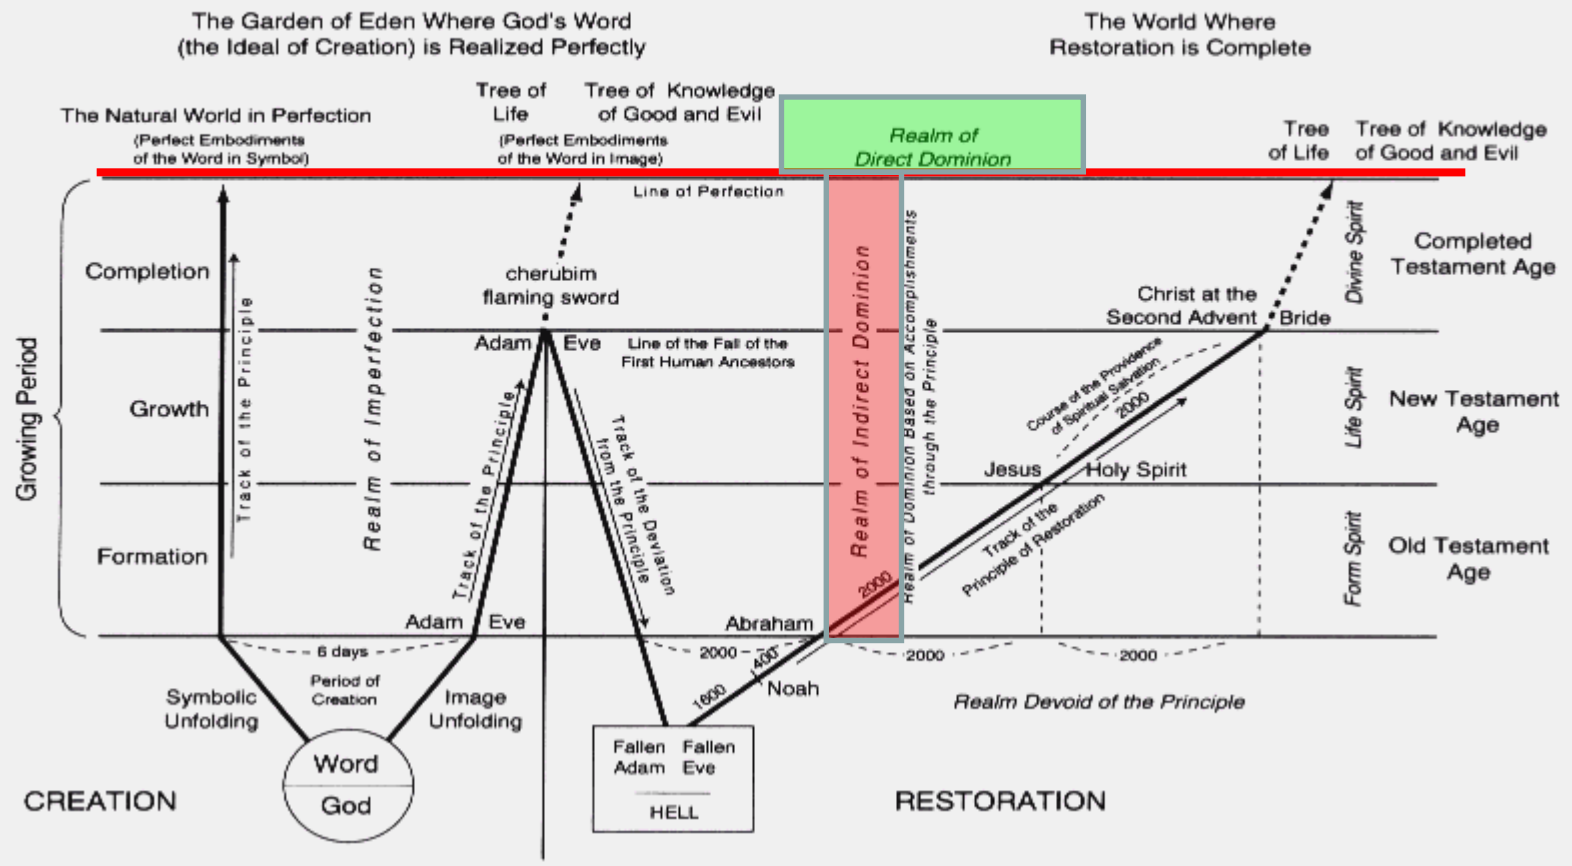 The Garden of Eden Where God's Word
(the Ideal of Creation) is Realized Perfectly
The World Where
Restoration is Complete
The Natural World in Perfection
(Perfect Embodiments
of the Word in Symbol)
Tree of
Life
Tree of Knowledge
of Good and Evil
(Perfect Embodiments
of the Word in Image)
Realm of
Direct Dominion
Tree
of Life
Tree of Knowledge
of Good and Evil
Line of Perfection
Growing Period
Completion
Growth
Formation
Track of the Principle
Realm of Imperfection
cherubim
flaming sword
Adam
Eve
Line of the Fall of the
First Human Ancestors
Track of the Principle
Track of the Deviation
from the Principle
Realm of Indirect Dominion
Realm of Dominion Based on Accomplishments
through the Principle
Christ at the
Second Advent
Bride
Course of the Providence
of Spiritual Salvation
2000
Jesus
Holy Spirit
Track of the
Principle of Restoration
2000
Divine Spirit
Life Spirit
Form Spirit
Completed
Testament Age
New Testament
Age
Old Testament
Age
Adam
Eve
Abraham
6 days
Period of
Creation
2000
400
1600
Noah
2000
2000
Symbolic
Unfolding
Image
Unfolding
Realm Devoid of the Principle
Word
God
Fallen Fallen
Adam Eve
HELL
CREATION
RESTORATION